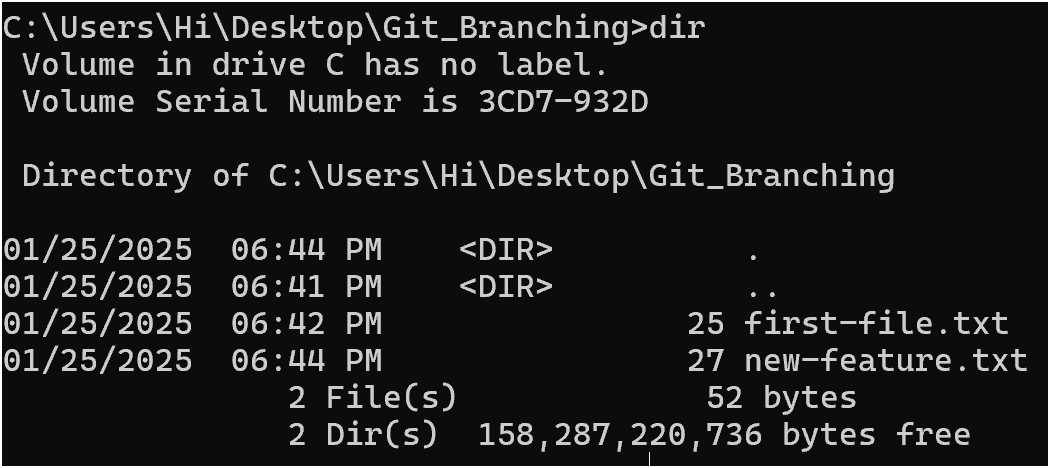 C:\Users\Hi\Desktop\Git_Branching>dir
 Volume in drive C has no label.
 Volume Serial Number is 3CD7-932D

 Directory of C:\Users\Hi\Desktop\Git_Branching

01/25/2025  06:44 PM    <DIR>          .
01/25/2025  06:41 PM    <DIR>          ..
01/25/2025  06:42 PM                25 first-file.txt
01/25/2025  06:44 PM                27 new-feature.txt
               2 File(s)             52 bytes
               2 Dir(s)  158,287,220,736 bytes free